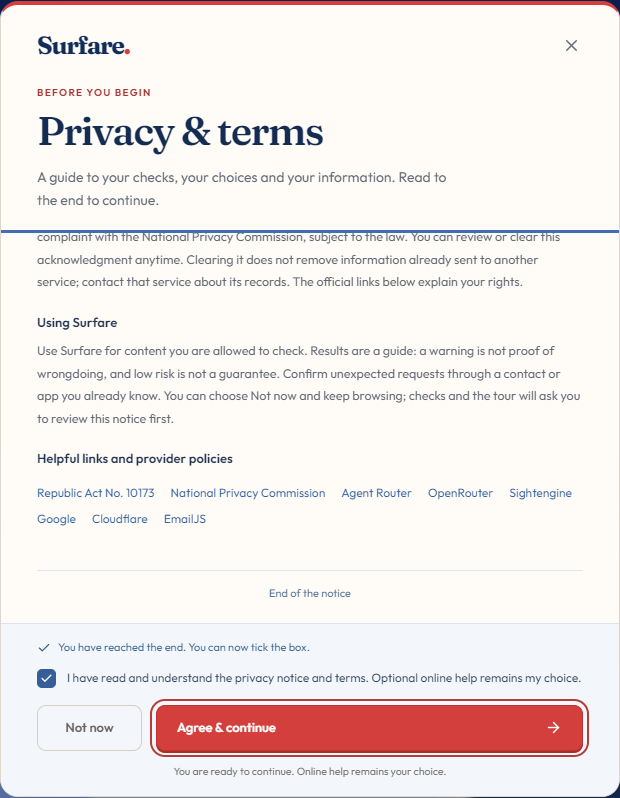 Surfare.
BEFORE YOU BEGIN
Privacy & terms
A guide to your checks, your choices and your information. Read to
the end to continue.
complaint with the National Privacy Commission, subject to the law. You can review or clear this
acknowledgment anytime. Clearing it does not remove information already sent to another
service; contact that service about its records. The official links below explain your rights.
Using Surfare
Use Surfare for content you are allowed to check. Results are a guide: a warning is not proof of
wrongdoing, and low risk is not a guarantee. Confirm unexpected requests through a contact or
app you already know. You can choose Not now and keep browsing; checks and the tour will ask you
to review this notice first.
Helpful links and provider policies
Republic Act No. 10173 National Privacy Commission Agent Router OpenRouter Sightengine
Google Cloudflare EmailJS
End of the notice
You have reached the end. You can now tick the box.
I have read and understand the privacy notice and terms. Optional online help remains my choice.
Not now Agree & continue
You are ready to continue. Online help remains your choice.